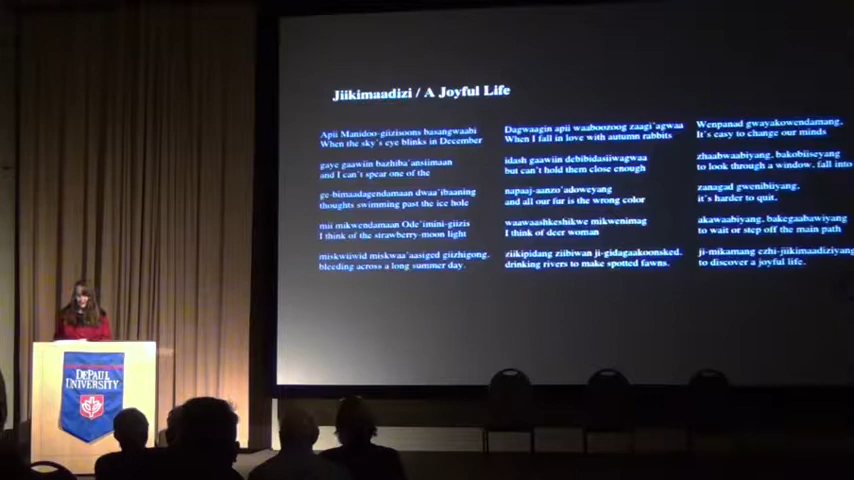 Jiikimaadizi / A Joyful Life
Apii Manidoo-giizisoons basangwaabi
When the sky's eye blinks in December
gaye gaawiin bazhiba'ansiimaan
and I can't spear one of the
ge-bimaadagendamaan dwaa'ibaaning
thoughts swimming past the ice hole
mii mikwendamaan Ode'imini-giizis
I think of the strawberry-moon light
miskwiiwid miskwaa'aasiged giizhigong.
bleeding across a long summer day.
Dagwaagin apii waaboozoog zaagi'agwaa
When I fall in love with autumn rabbits
idash gaawiin debibidasiiwagwaa
but can't hold them close enough
napaaj-aanzo'adoweyang
and all our fur is the wrong color
waawaashkeshikwe mikwenimag
I think of deer woman
ziikipidang ziibiwan ji-gidagaakoonsked.
drinking rivers to make spotted fawns.
Wenpanad gwayakowendamang,
It's easy to change our minds
zhaabwaabiyang, bakobiiseyang
to look through a window, fall into
zanagad gwenibiiyang,
it's harder to quit,
akawaabiyang, bakegaabawiyang
to wait or step off the main path
ji-mikamang ezhi-jiikimaadiziyang
to discover a joyful life.
DEPAUL
UNIVERSITY